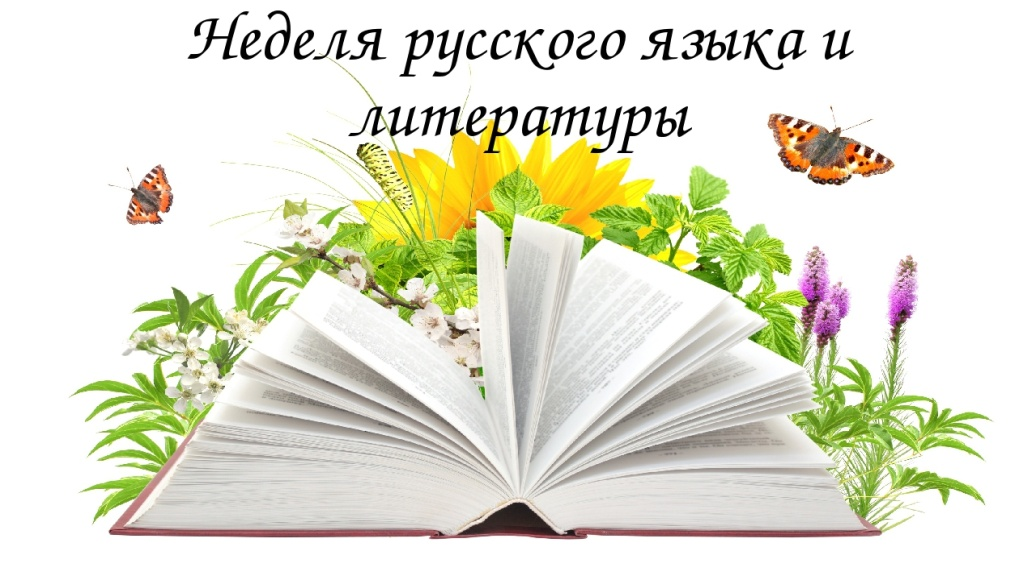 Неделя русского языка и
литературы